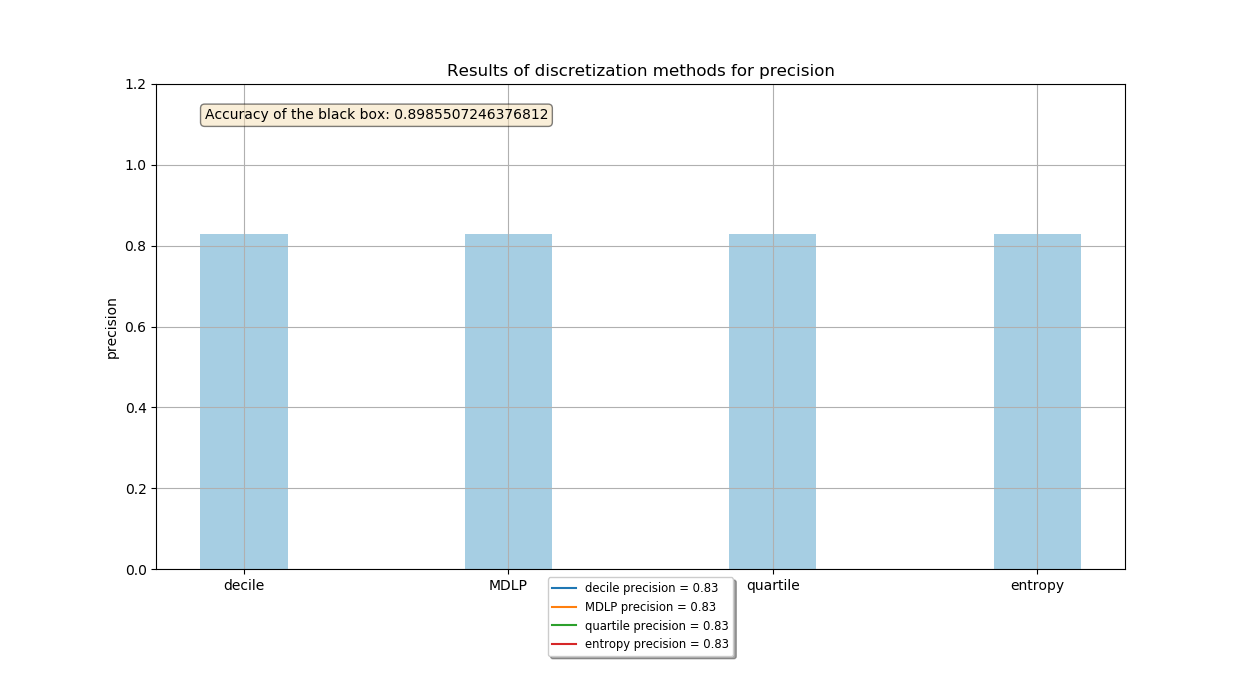 Results of discretization methods for precision
1.2
Accuracy of the black box: 0.8985507246376812
1.0
0.8
0.6
precision
0.4
0.2
0.0
decile MDLP quartile entropy
decile precision = 0.83
MDLP precision = 0.83
quartile precision = 0.83
entropy precision = 0.83